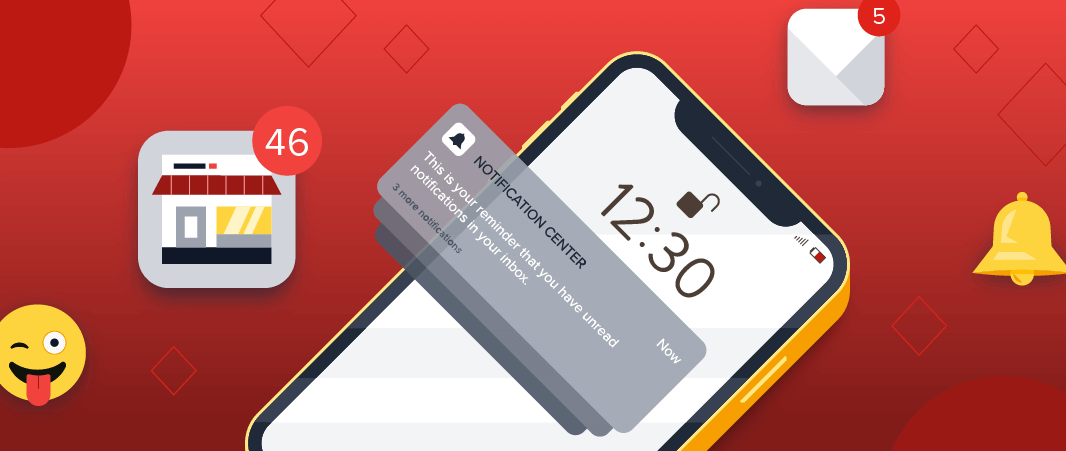 5
46
NOTIFICATION CENTER
This is your reminder that you have unread
notifications in your inbox.
3 more notifications
Now
12:30